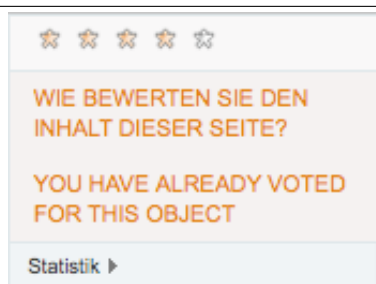 WIE BEWERTEN SIE DEN
INHALT DIESER SEITE?
YOU HAVE ALREADY VOTED
FOR THIS OBJECT
Statistik